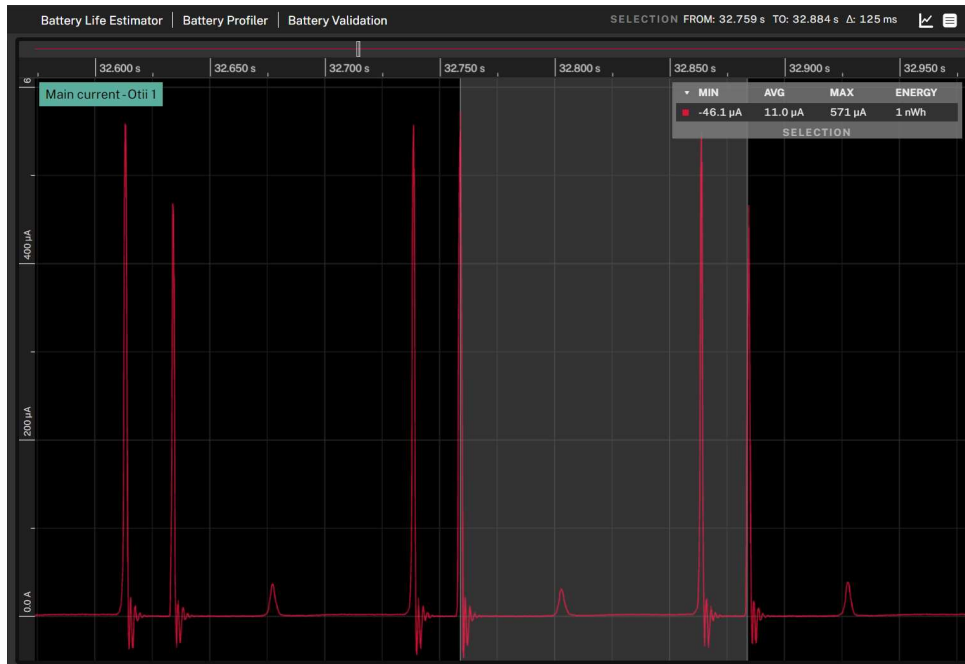 Battery Life Estimator | Battery Profiler | Battery Validation
SELECTION FROM: 32.759 s TO: 32.884 s Δ: 125 ms
32.600 s 32.650 s 32.700 s 32.750 s 32.800 s 32.850 s 32.900 s 32.950 s
6
Main current - Otii 1
MIN AVG MAX ENERGY
-46.1 µA 11.0 µA 571 µA 1 nWh
SELECTION
400 µA
200 µA
0.0 A